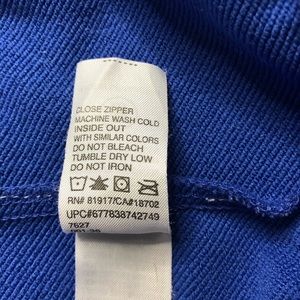 CLOSE ZIPPER
MACHINE WASH COLD
INSIDE OUT
WITH SIMILAR COLORS
DO NOT BLEACH
TUMBLE DRY LOW
DO NOT IRON
RN# 81917/CA#18702
UPC#677838742749
7627